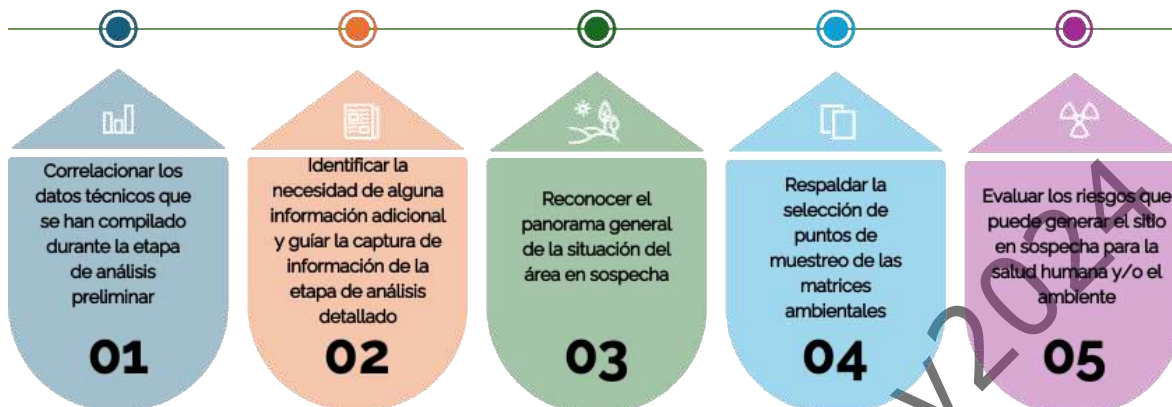 Correlacionar los
datos técnicos que
se han compilado
durante la etapa
de análisis
preliminar
01
Identificar la
necesidad de alguna
información adicional
y guíar la captura de
información de la
etapa de análisis
detallado
02
Reconocer el
panorama general
de la situación del
área en sospecha
03
Respaldar la
selección de
puntos de
muestreo de las
matrices
ambientales
04
Evaluar los riesgos que
puede generar el sitio
en sospecha para la
salud humana y/o el
ambiente
05
Y2024